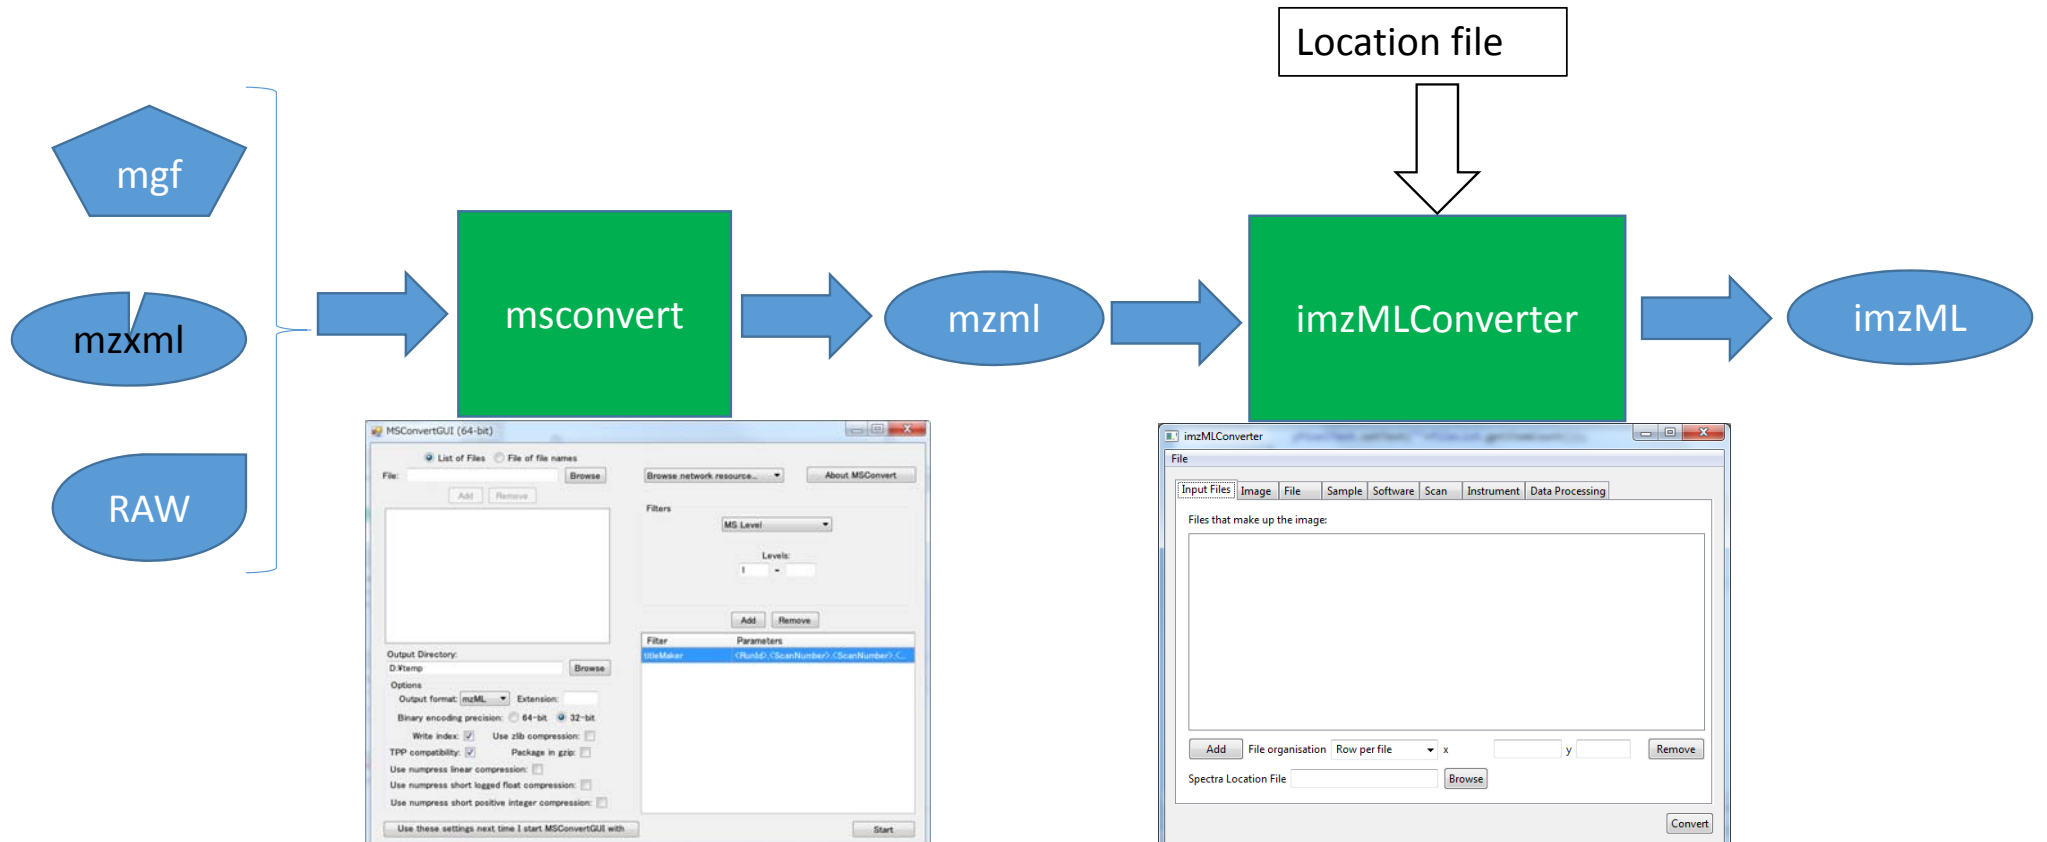 Location file
mgf
mzxml
RAW
msconvert
mzml
imzMLConverter
imzML
MSConvertGUI (64-bit)
List of Files File of file names
File: Browse
Add Remove
Browse network resource... About MSConvert
Filters
MS Level
Levels:
1 -
Add Remove
Filter Parameters
titleMaker <RunId>.<ScanNumber>.<ScanNumber>.<...
Output Directory:
D:¥temp Browse
Options
Output format: mzML Extension:
Binary encoding precision: 64-bit 32-bit
Write index: Use zlib compression:
TPP compatibility: Package in gzip:
Use numpress linear compression:
Use numpress short logged float compression:
Use numpress short positive integer compression:
Use these settings next time I start MSConvertGUI with
Start
imzMLConverter
File
Input Files Image File Sample Software Scan Instrument Data Processing
Files that make up the image:
Add File organisation Row per file x y Remove
Spectra Location File Browse
Convert